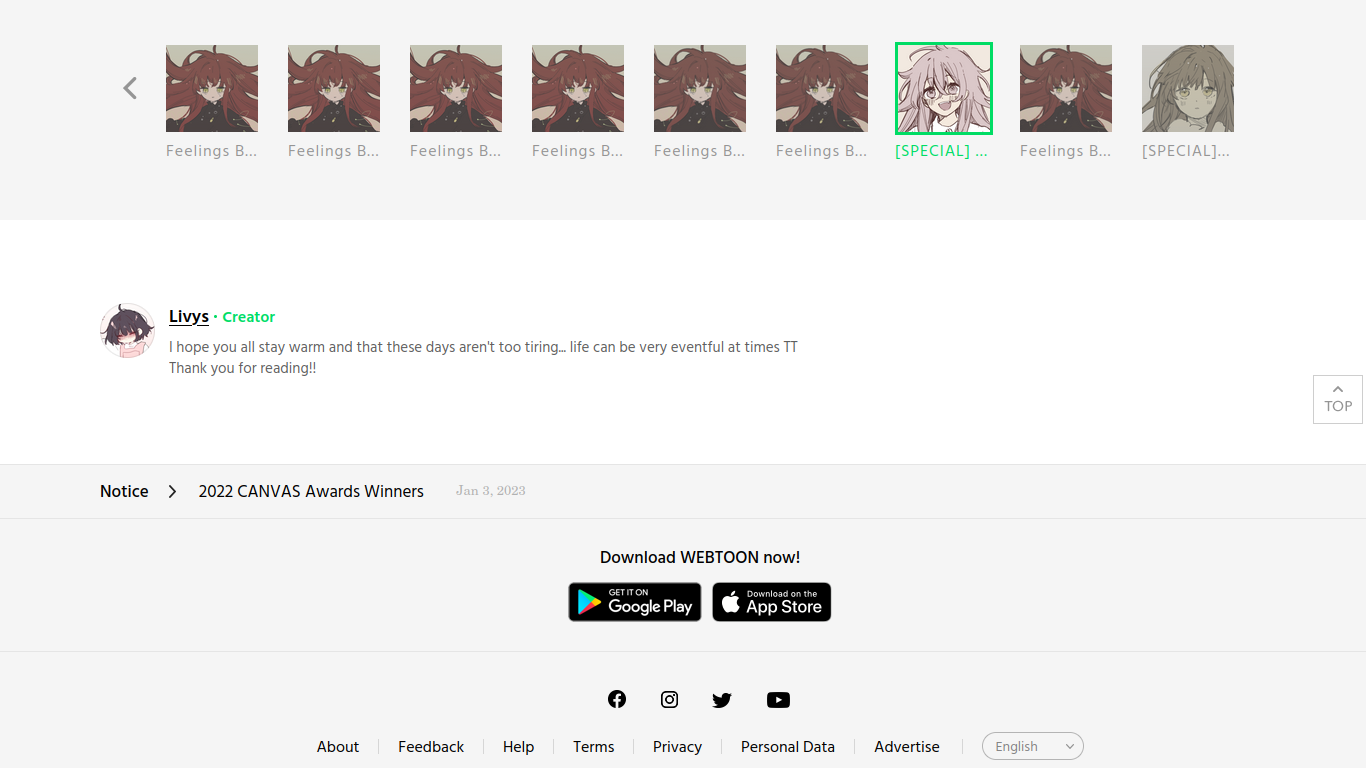 Feelings B...
Feelings B...
Feelings B...
Feelings B...
Feelings B...
Feelings B...
[SPECIAL] ...
Feelings B...
[SPECIAL]...
Livys · Creator
I hope you all stay warm and that these days aren't too tiring... life can be very eventful at times TT
Thank you for reading!!
TOP
Notice 2022 CANVAS Awards Winners Jan 3, 2023
Download WEBTOON now!
GET IT ON
Google Play
Download on the
App Store
About Feedback Help Terms Privacy Personal Data Advertise English